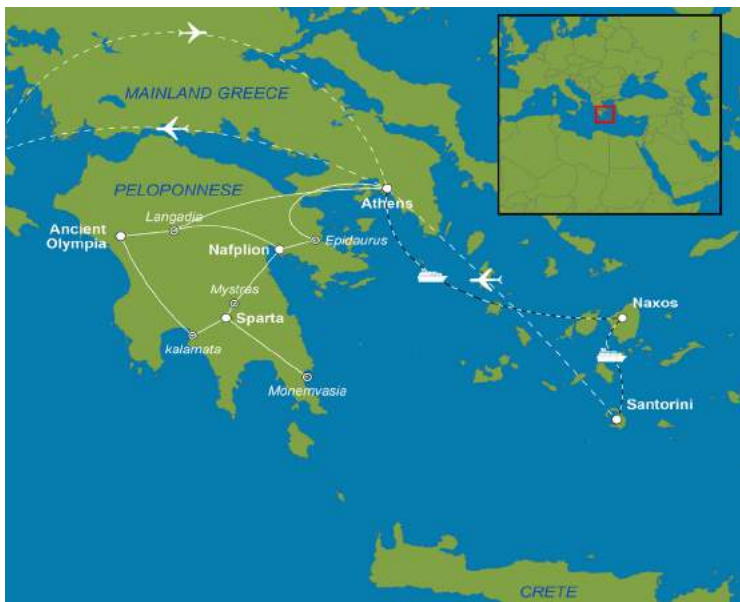 MAINLAND GREECE
PELOPONNESE
Athens
Langadia
Ancient
Olympia
Epidaurus
Nafplion
Mystras
Naxos
Sparta
kalamata
Monemvasia
Santorini
CRETE